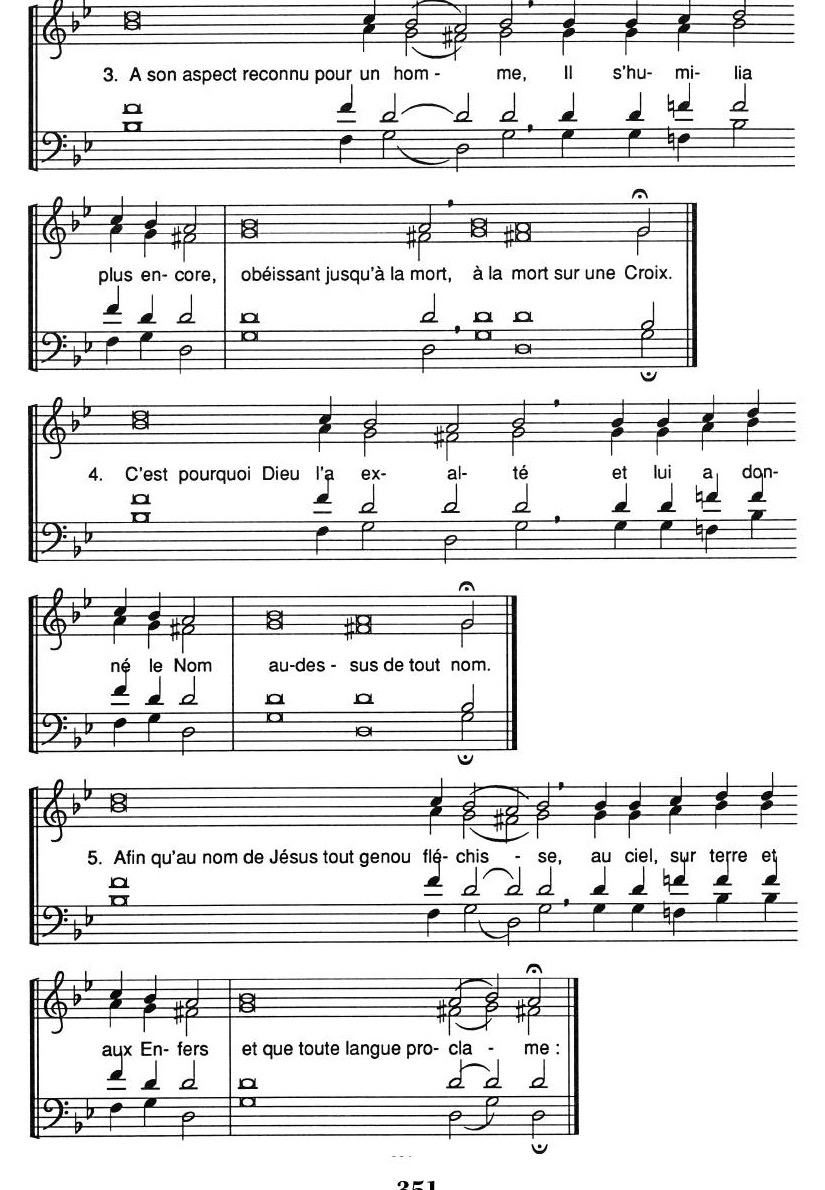 3. A son aspect reconnu pour un hom - me, Il s'hu- mi- lia
plus en- core, obéissant jusqu'à la mort, à la mort sur une Croix.
4. C'est pourquoi Dieu l'a ex- al- té et lui a don-
né le Nom au-des - sus de tout nom.
5. Afin qu'au nom de Jésus tout genou flé- chis - se, au ciel, sur terre et
aux En- fers et que toute langue pro- cla - me :
351